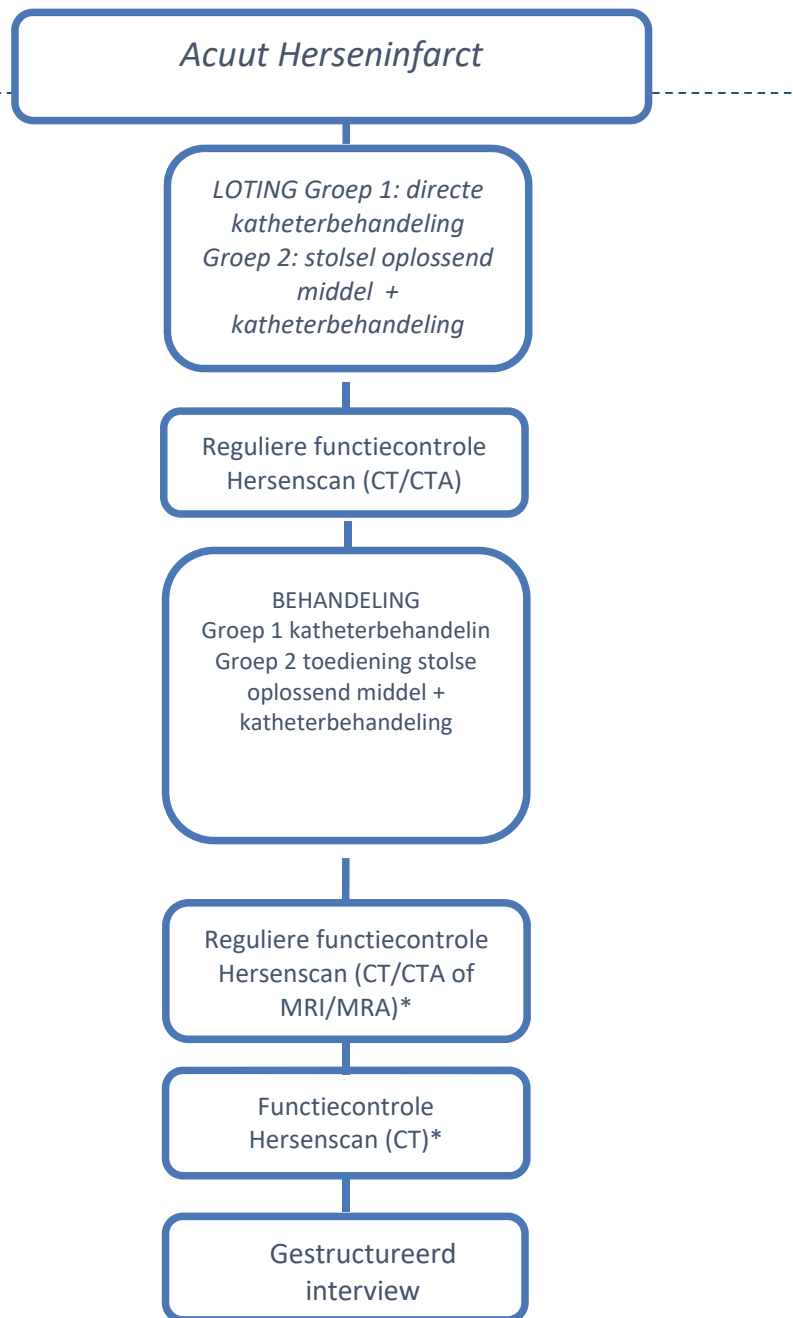 Acuut Herseninfarct
LOTING Groep 1: directe
katheterbehandeling
Groep 2: stolsel oplossend
middel +
katheterbehandeling
Reguliere functiecontrole
Hersenscan (CT/CTA)
BEHANDELING
Groep 1 katheterbehandelin
Groep 2 toediening stolse
oplossend middel +
katheterbehandeling
Reguliere functiecontrole
Hersenscan (CT/CTA of
MRI/MRA)*
Functiecontrole
Hersenscan (CT)*
Gestructureerd
interview